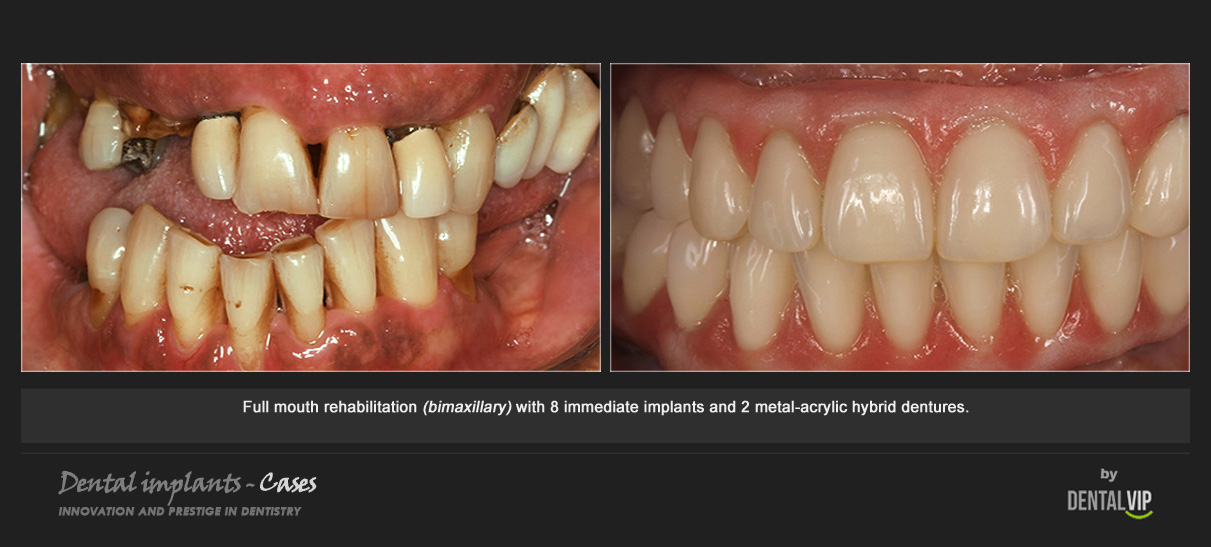 Full mouth rehabilitation (bimaxillary) with 8 immediate implants and 2 metal-acrylic hybrid dentures.
Dental implants - Cases
INNOVATION AND PRESTIGE IN DENTISTRY
by
DENTALVIP